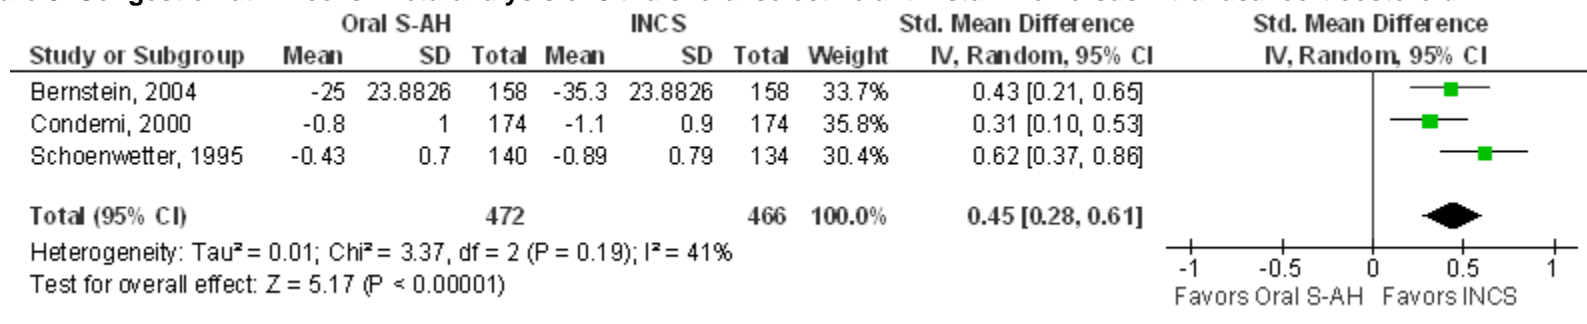 Oral S-AH INCS Std. Mean Difference Std. Mean Difference
Study or Subgroup Mean SD Total Mean SD Total Weight IV, Random, 95% CI IV, Random, 95% CI
Bernstein, 2004 -25 23.8826 158 -35.3 23.8826 158 33.7% 0.43 [0.21, 0.65]
Condemi, 2000 -0.8 1 174 -1.1 0.9 174 35.8% 0.31 [0.10, 0.53]
Schoenwetter, 1995 -0.43 0.7 140 -0.89 0.79 134 30.4% 0.62 [0.37, 0.86]
Total (95% CI) 472 466 100.0% 0.45 [0.28, 0.61]
Heterogeneity: Tau² = 0.01; Chi² = 3.37, df = 2 (P = 0.19); I² = 41%
Test for overall effect: Z = 5.17 (P < 0.00001)
-1 -0.5 0 0.5 1
Favors Oral S-AH Favors INCS